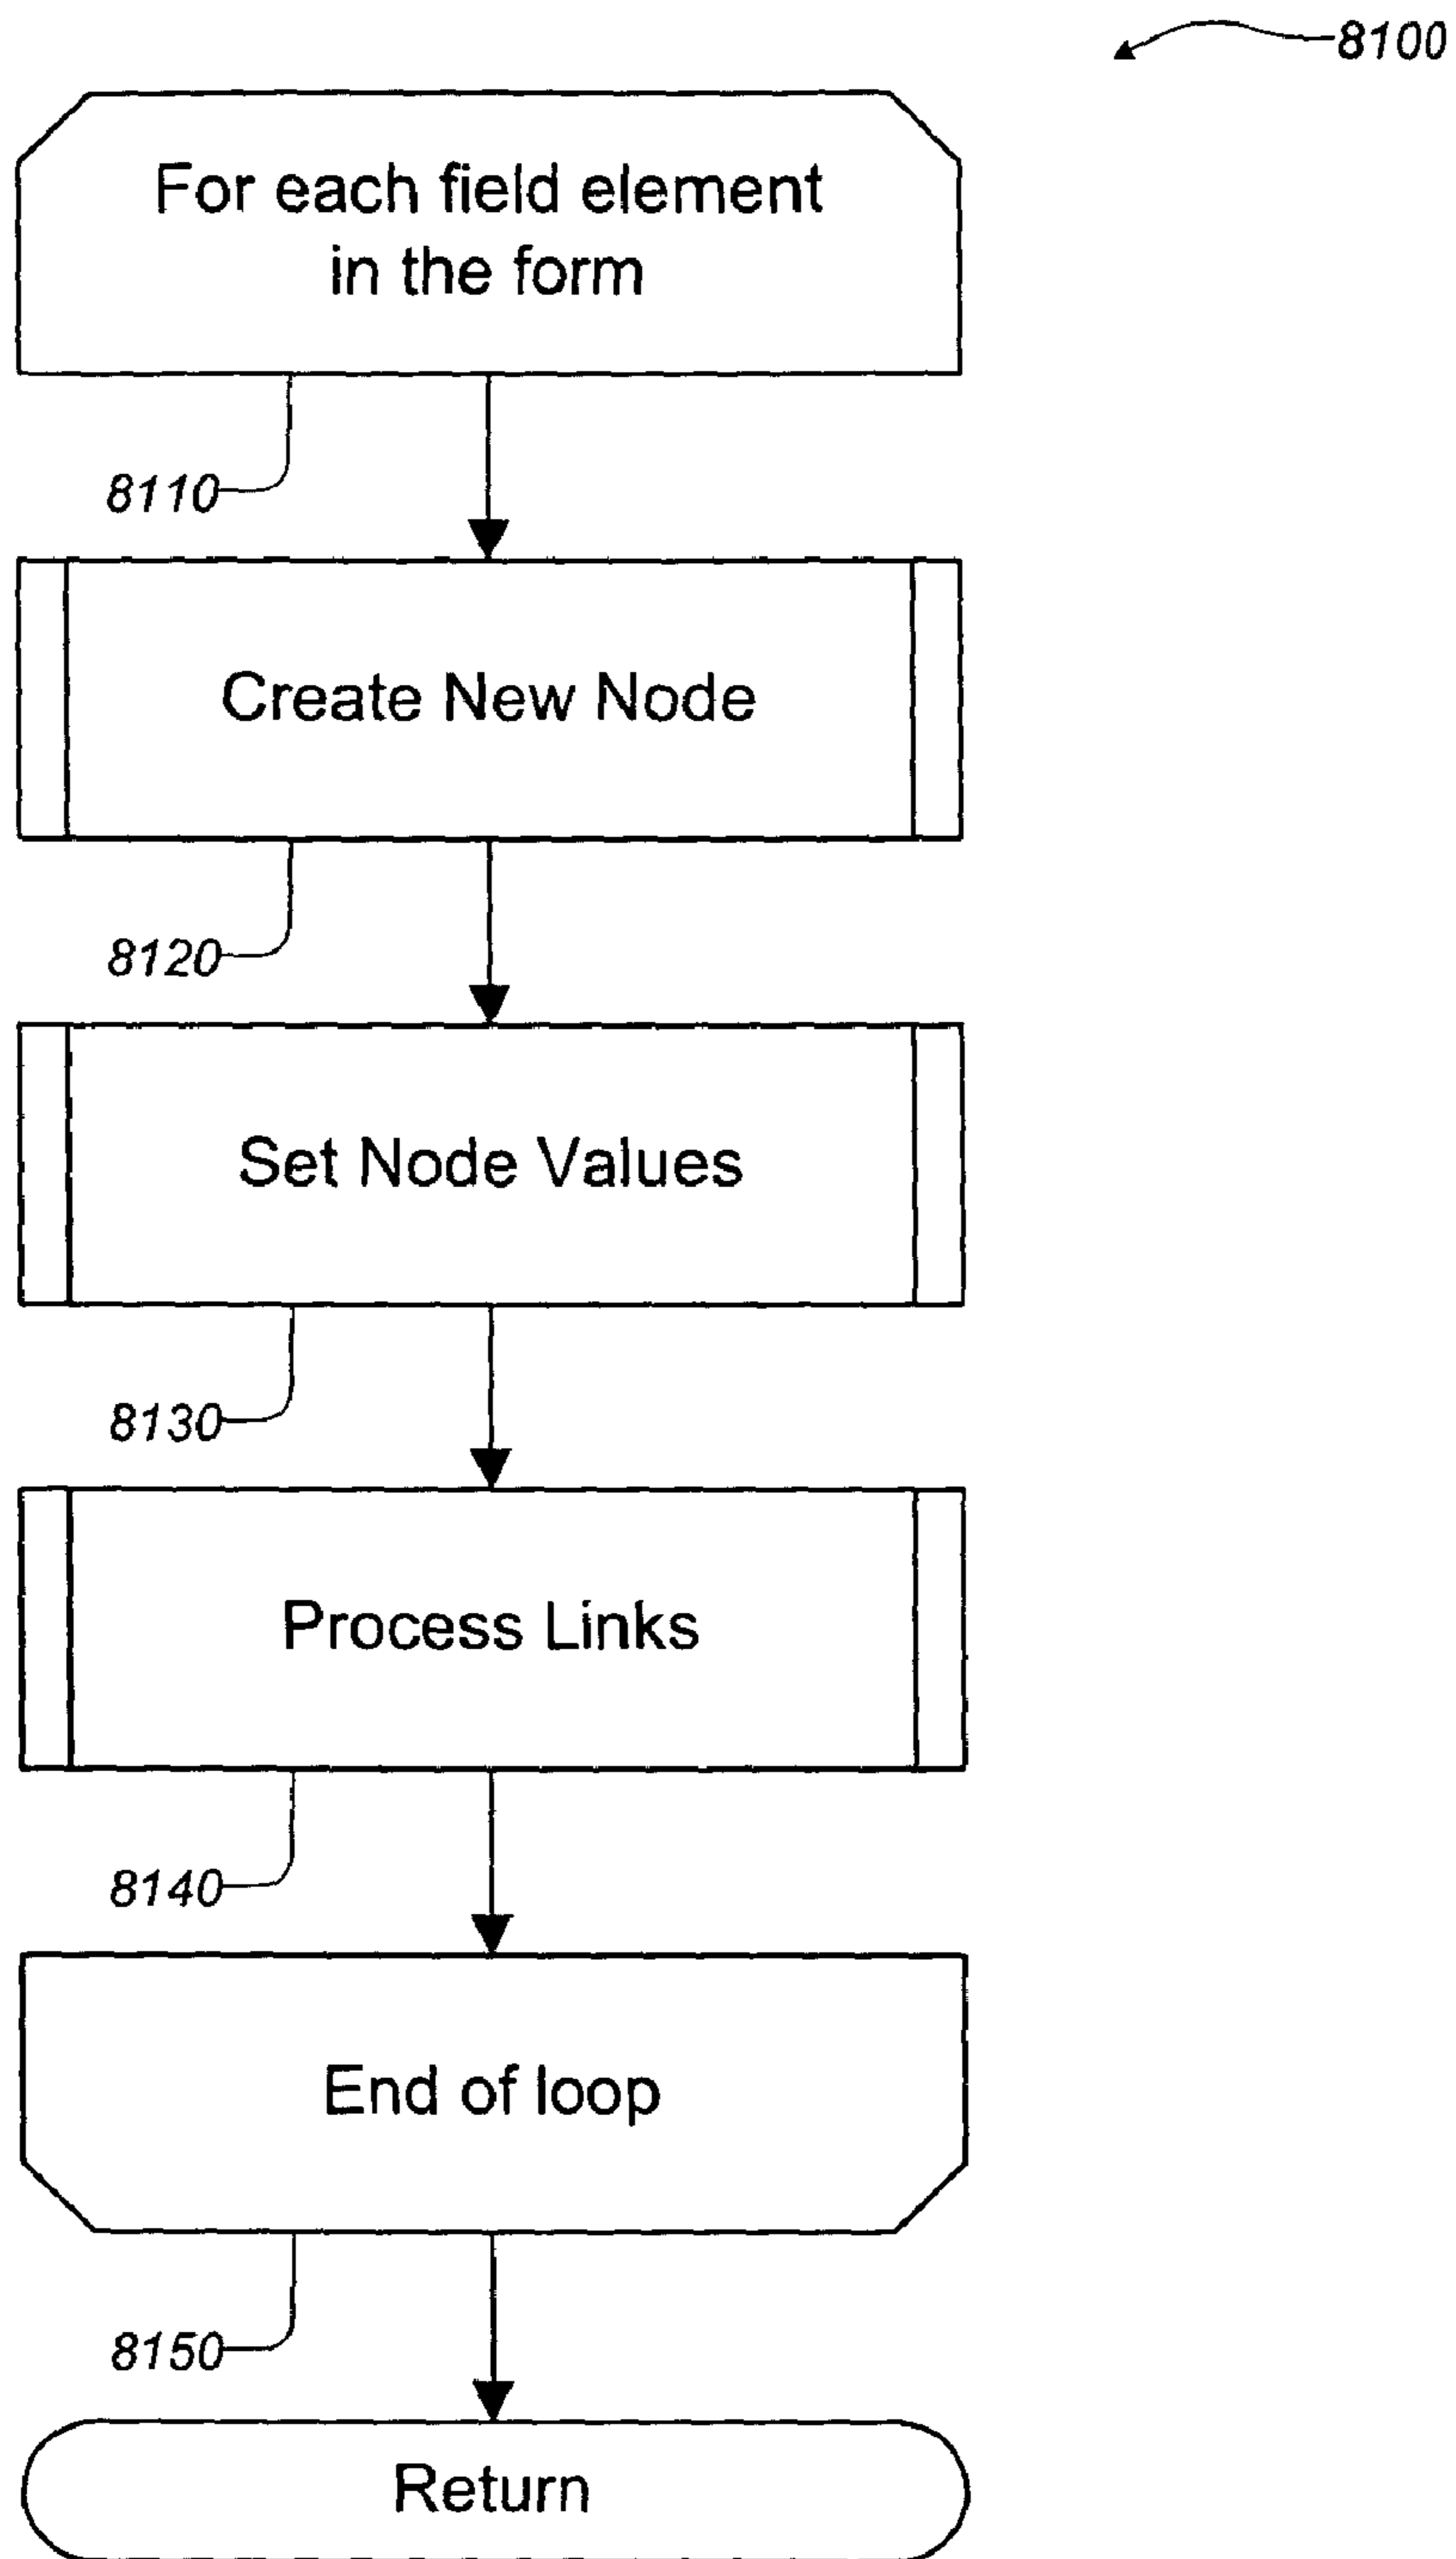 8100
For each field element
in the form
8110
Create New Node
8120
Set Node Values
8130
Process Links
8140
End of loop
8150
Return